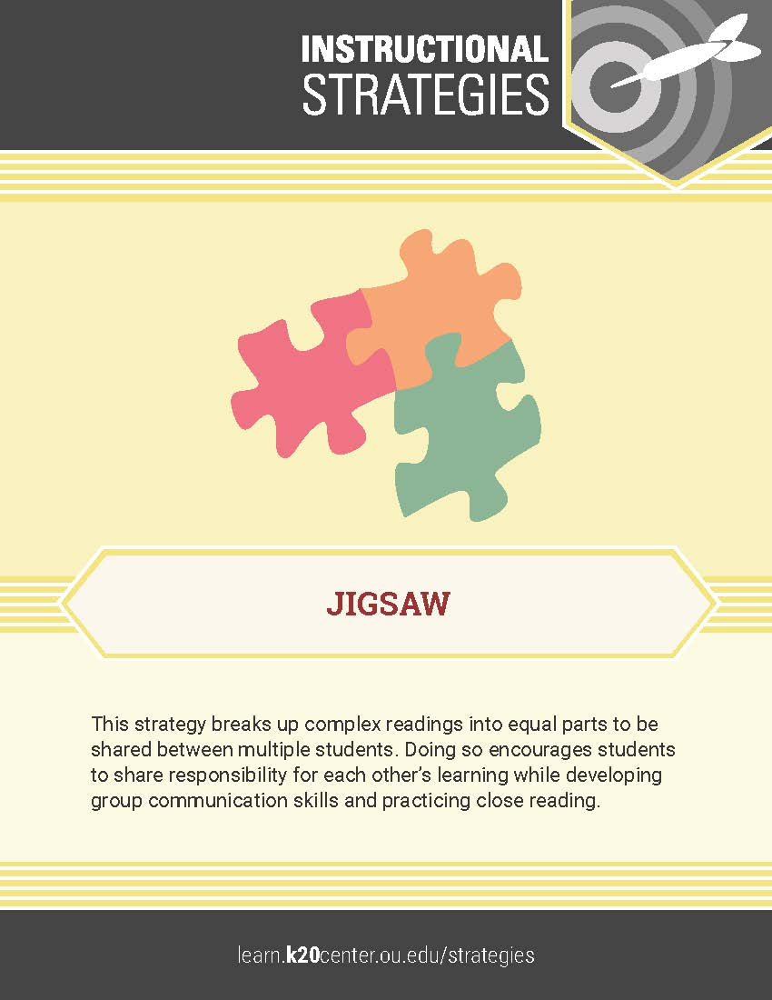 INSTRUCTIONAL
STRATEGIES
JIGSAW
This strategy breaks up complex readings into equal parts to be
shared between multiple students. Doing so encourages students
to share responsibility for each other’s learning while developing
group communication skills and practicing close reading.
learn.k20center.ou.edu/strategies